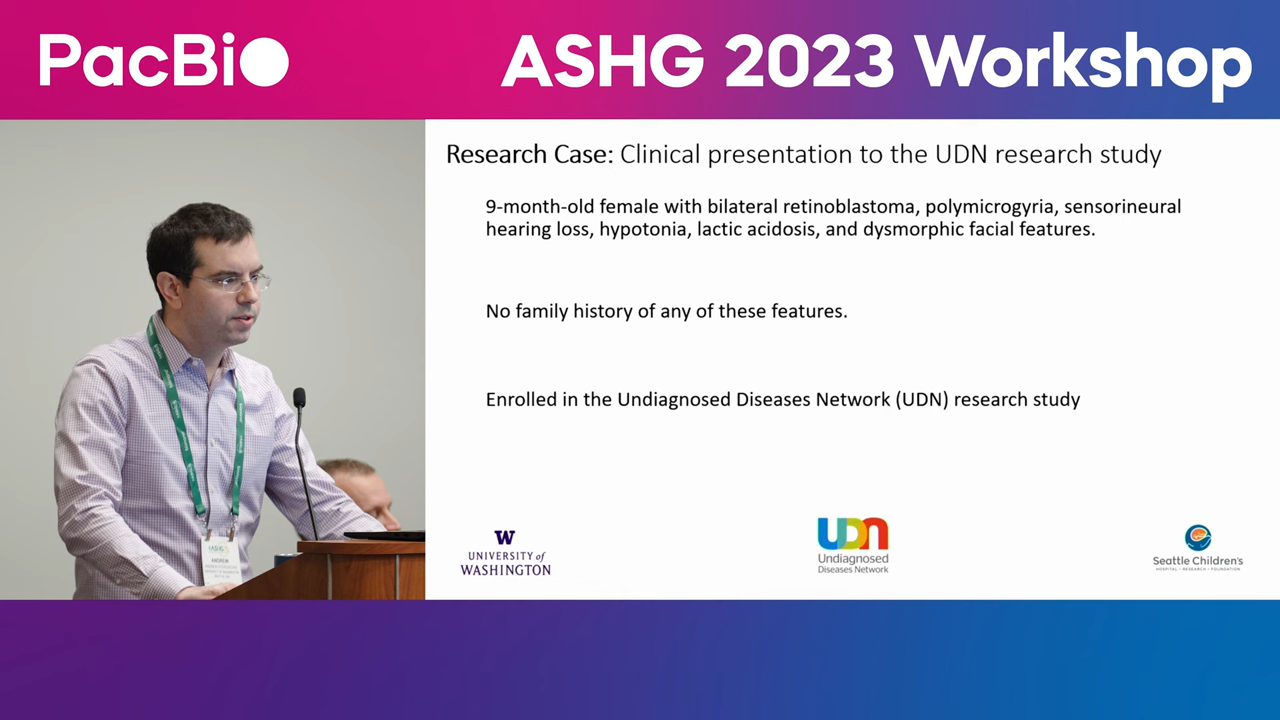 PacBio
ASHG 2023 Workshop
Research Case: Clinical presentation to the UDN research study
9-month-old female with bilateral retinoblastoma, polymicrogyria, sensorineural
hearing loss, hypotonia, lactic acidosis, and dysmorphic facial features.
No family history of any of these features.
Enrolled in the Undiagnosed Diseases Network (UDN) research study
W
UNIVERSITY of
WASHINGTON
UDN
Undiagnosed
Diseases Network
Seattle Children's
HOSPITAL • RESEARCH • FOUNDATION
ASHG
ANDREW